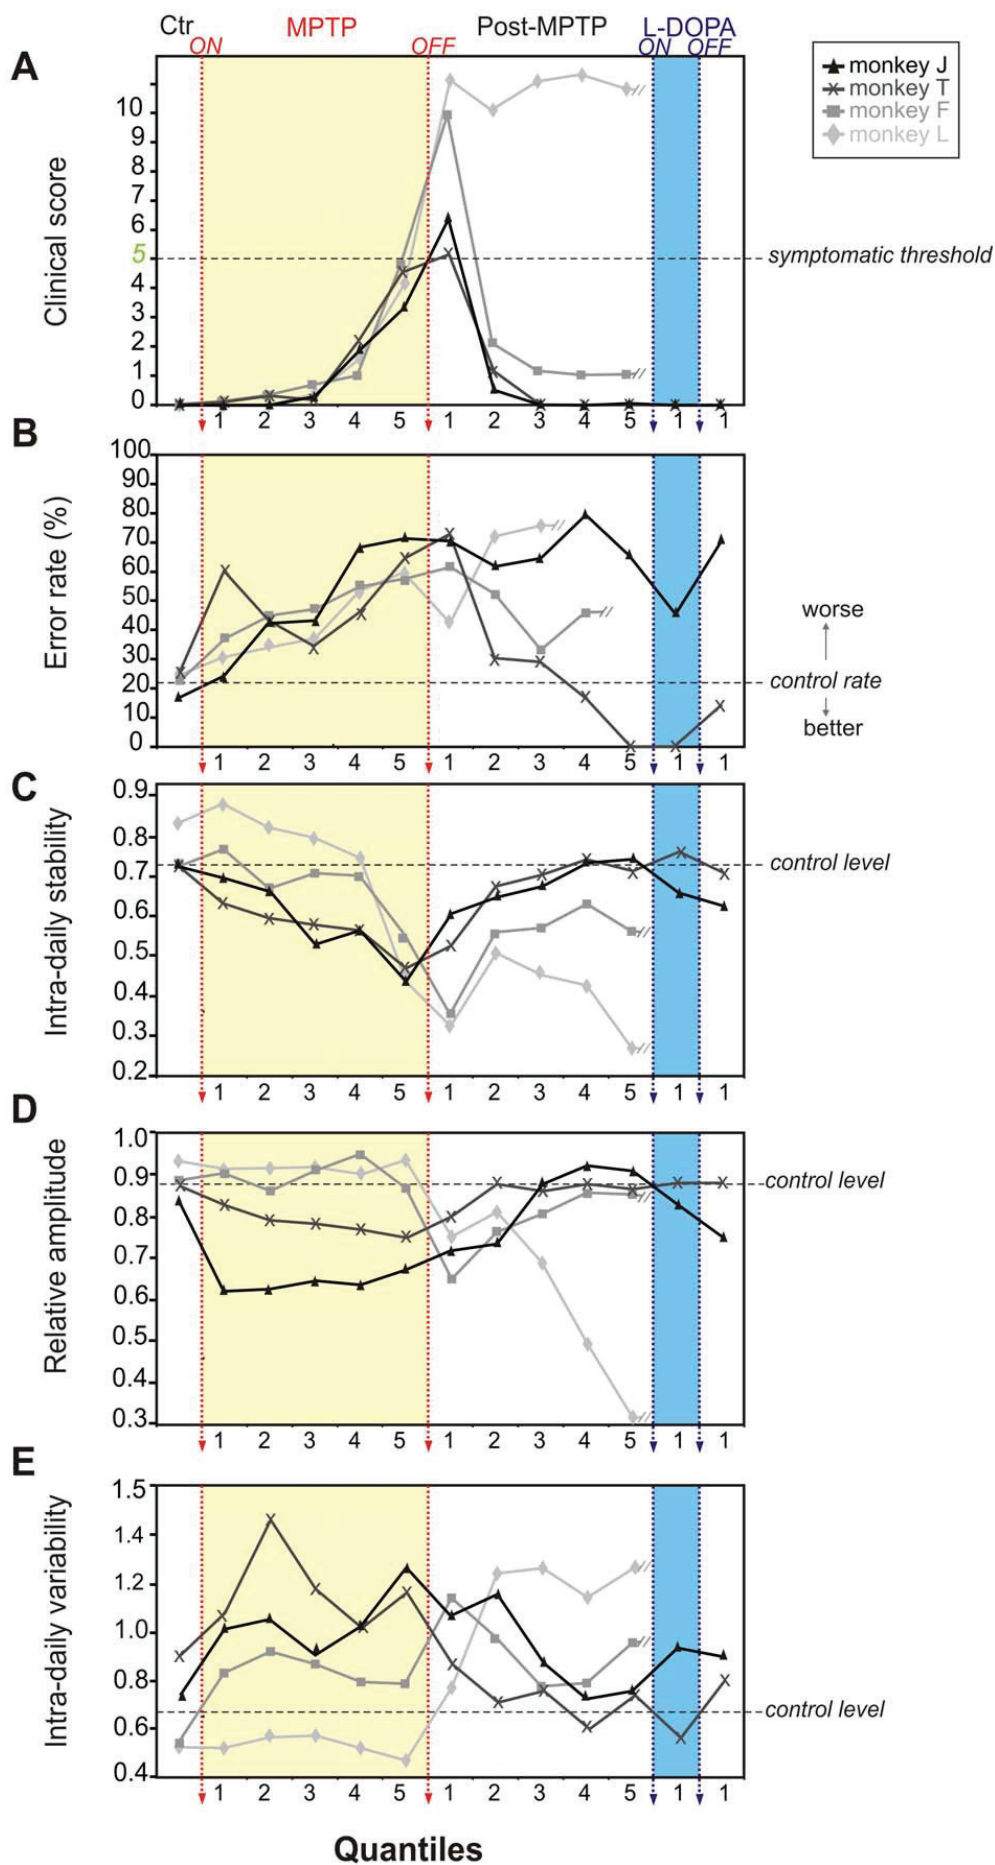 Ctr MPTP Post-MPTP L-DOPA
ON OFF ON OFF
monkey J
monkey T
monkey F
monkey L
A
Clinical score
10
9
8
7
6
5
4
3
2
1
0
symptomatic threshold
1 2 3 4 5 1 2 3 4 5 1 1
B
Error rate (%)
100
90
80
70
60
50
40
30
20
10
0
worse
control rate
better
1 2 3 4 5 1 2 3 4 5 1 1
C
Intra-daily stability
0.9
0.8
0.7
0.6
0.5
0.4
0.3
0.2
control level
1 2 3 4 5 1 2 3 4 5 1 1
D
Relative amplitude
1.0
0.9
0.8
0.7
0.6
0.5
0.4
0.3
control level
1 2 3 4 5 1 2 3 4 5 1 1
E
Intra-daily variability
1.5
1.4
1.2
1.0
0.8
0.6
0.4
control level
1 2 3 4 5 1 2 3 4 5 1 1
Quantiles